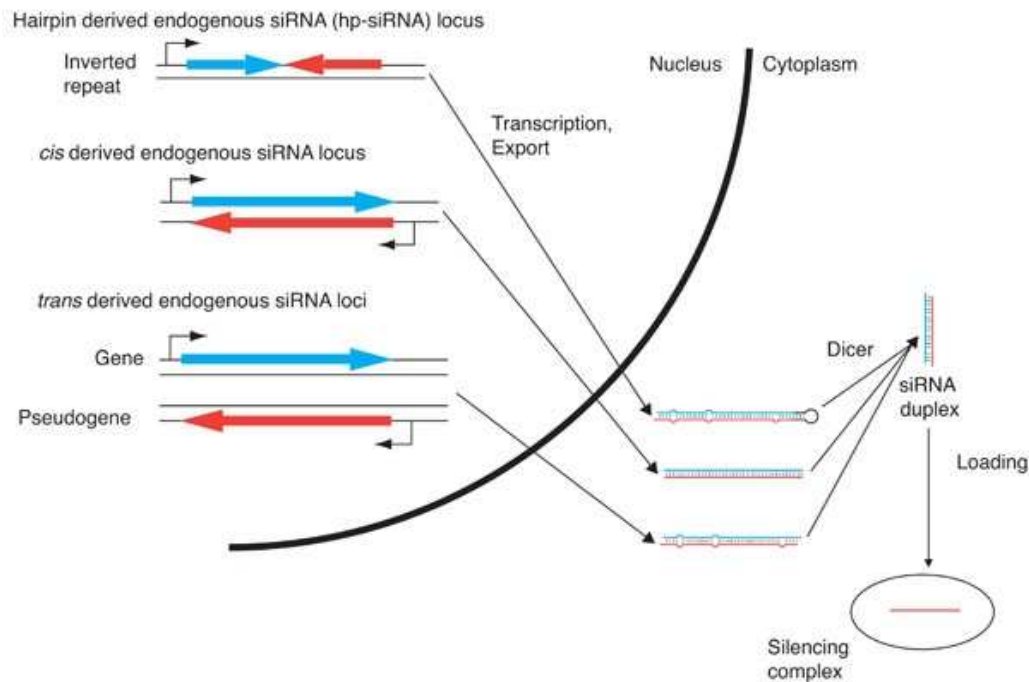 Hairpin derived endogenous siRNA (hp-siRNA) locus
Inverted
repeat
Nucleus
Cytoplasm
Transcription,
Export
cis derived endogenous siRNA locus
trans derived endogenous siRNA loci
Gene
Pseudogene
Dicer
siRNA
duplex
Loading
Silencing
complex